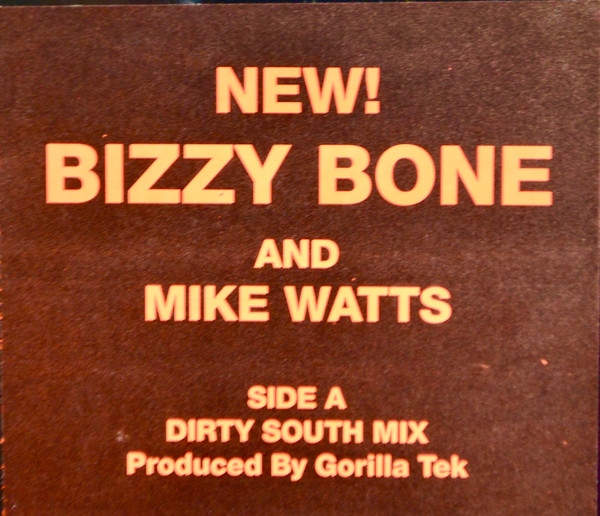 NEW!
BIZZY BONE
AND
MIKE WATTS
SIDE A
DIRTY SOUTH MIX
Produced By Gorilla Tek